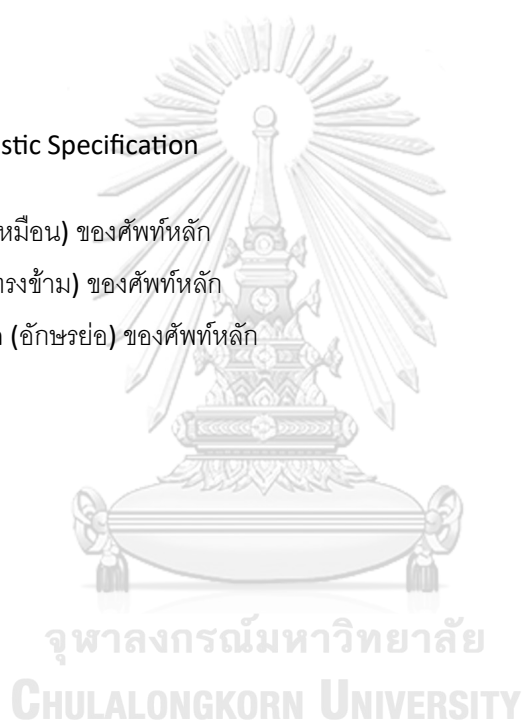 stic Specification
หมือน) ของศัพท์หลัก
ทรงข้าม) ของศัพท์หลัก
(อักษรย่อ) ของศัพท์หลัก
จุฬาลงกรณ์มหาวิทยาลัย
CHULALONGKORN UNIVERSITY